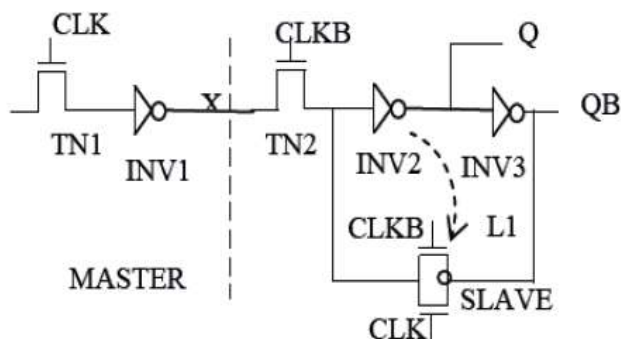 CLK
CLKB
Q
X
QB
TN1
TN2
INV1
INV2
INV3
CLKB
L1
MASTER
SLAVE
CLK